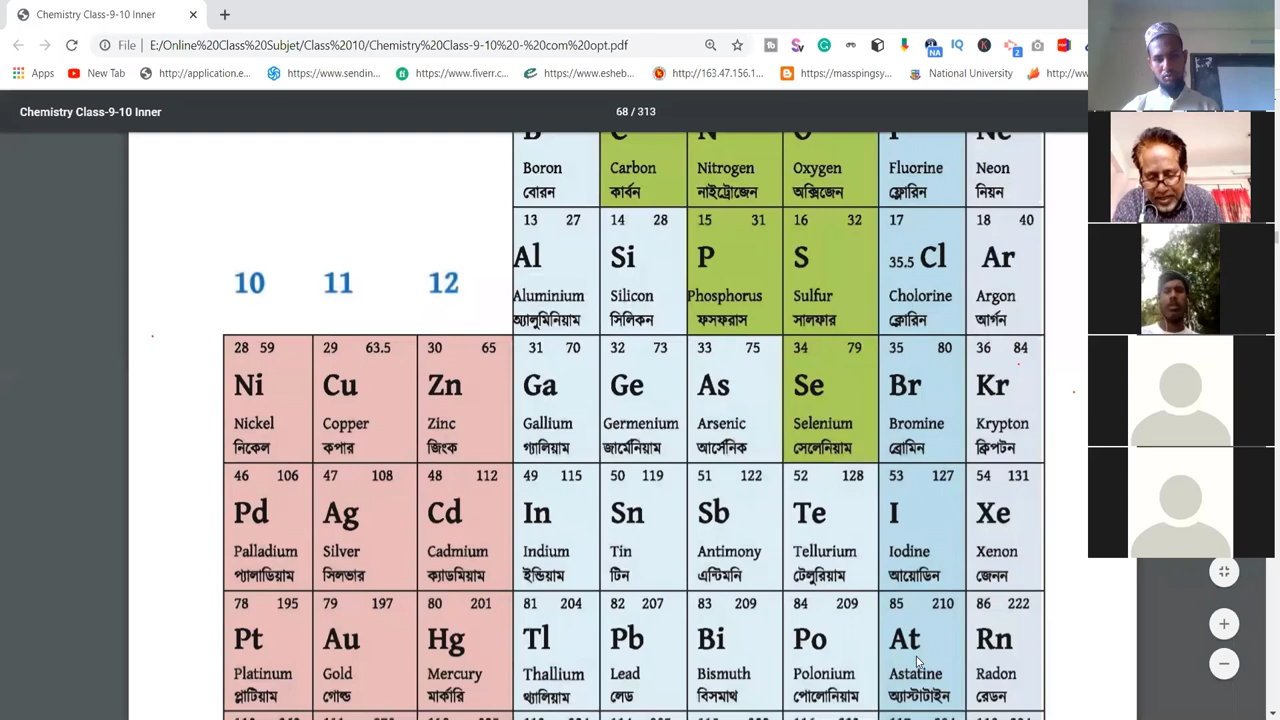 Chemistry Class-9-10 Inner
File E:/Online%20Class%20Subjet/Class%20II/Chemistry%20Class-9-10%20-%20com%20opt.pdf
Apps New Tab http://application.e... https://www.sendin... https://www.fiverr.c... https://www.esheb... http://163.47.156.1... https://maspingsy... National University http://ww
Chemistry Class-9-10 Inner 68 / 313
Boron Carbon Nitrogen Oxygen Fluorine Neon
বোরন কার্বন নাইট্রোজেন অক্সিজেন ফ্লোরিন নিয়ন
13 27 14 28 15 31 16 32 17 18 40
10 11 12 Al Si P S 35.5 Cl Ar
Aluminium Silicon Phosphorus Sulfur Cholorine Argon
অ্যালুমিনিয়াম সিলিকন ফসফরাস সালফার ক্লোরিন আর্গন
28 59 29 63.5 30 65 31 70 32 73 33 75 34 79 35 80 36 84
Ni Cu Zn Ga Ge As Se Br Kr
Nickel Copper Zinc Gallium Germenium Arsenic Selenium Bromine Krypton
নিকেল কপার জিংক গ্যালিয়াম জার্মেনিয়াম আর্সেনিক সেলেনিয়াম ব্রোমিন ক্রিপটন
46 106 47 108 48 112 49 115 50 119 51 122 52 128 53 127 54 131
Pd Ag Cd In Sn Sb Te I Xe
Palladium Silver Cadmium Indium Tin Antimony Tellurium Iodine Xenon
প্যালাডিয়াম সিলভার ক্যাডমিয়াম ইন্ডিয়াম টিন এন্টিমনি টেলুরিয়াম আয়োডিন জেনন
78 195 79 197 80 201 81 204 82 207 83 209 84 209 85 210 86 222
Pt Au Hg Tl Pb Bi Po At Rn
Platinum Gold Mercury Thallium Lead Bismuth Polonium Astatine Radon
প্লাটিয়াম গোল্ড মার্কারি থ্যালিয়াম লেড বিসমাথ পোলোনিয়াম অ্যাস্টাটাইন রেডন